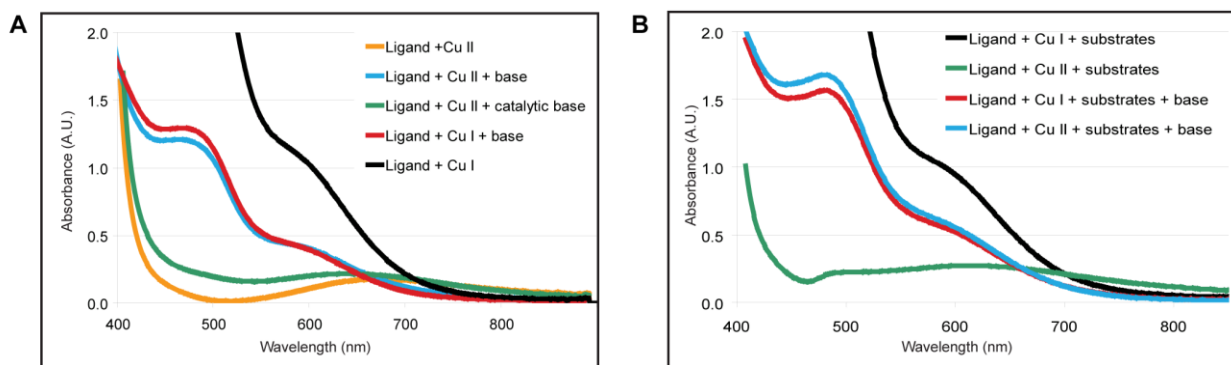 A
2.0
1.5
1.0
0.5
0.0
Absorbance (A.U.)
400 500 600 700 800
Wavelength (nm)
Ligand +Cu II
Ligand + Cu II + base
Ligand + Cu II + catalytic base
Ligand + Cu I + base
Ligand + Cu I
B
2.0
1.5
1.0
0.5
0.0
Absorbance (A.U.)
400 500 600 700 800
Wavelength (nm)
Ligand + Cu I + substrates
Ligand + Cu II + substrates
Ligand + Cu I + substrates + base
Ligand + Cu II + substrates + base